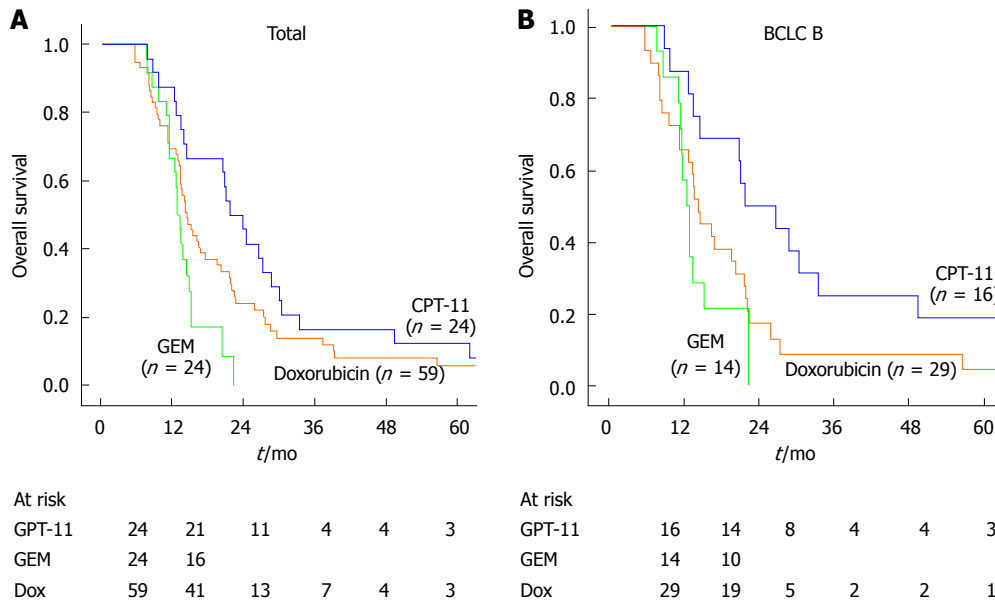 A
Total
1.0
0.8
0.6
0.4
0.2
0.0
Overall survival
CPT-11
(n = 24)
GEM
(n = 24)
Doxorubicin (n = 59)
0 12 24 36 48 60
t/mo
At risk
GPT-11 24 21 11 4 4 3
GEM 24 16
Dox 59 41 13 7 4 3
B
BCLC B
1.0
0.8
0.6
0.4
0.2
0.0
Overall survival
CPT-11
(n = 16)
GEM
(n = 14)
Doxorubicin (n = 29)
0 12 24 36 48 60
t/mo
At risk
GPT-11 16 14 8 4 4 3
GEM 14 10
Dox 29 19 5 2 2 1